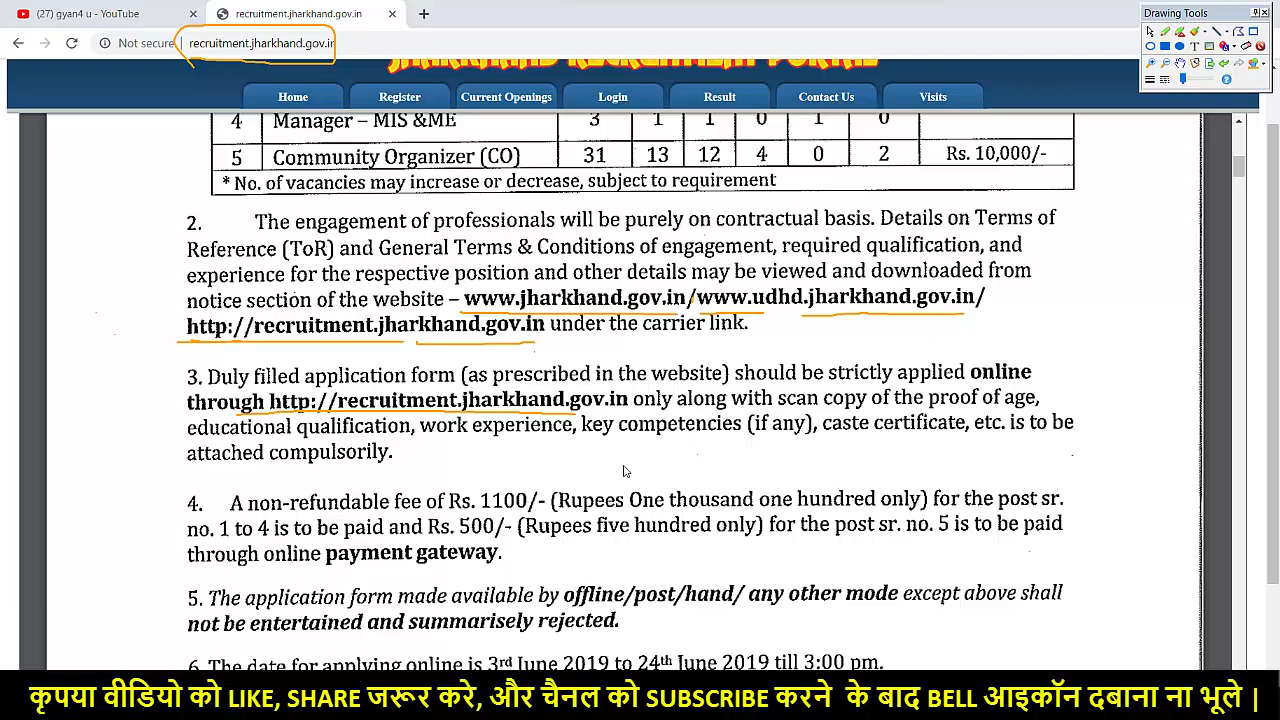 (27) gyan4 u - YouTube
recruitment.jharkhand.gov.in
Drawing Tools
Not secure | recruitment.jharkhand.gov.in
JHARKHAND RECRUITMENT PORTAL
Home Register Current Openings Login Result Contact Us Visits
4 Manager – MIS &ME 3 1 1 0 1 0
5 Community Organizer (CO) 31 13 12 4 0 2 Rs. 10,000/-
* No. of vacancies may increase or decrease, subject to requirement
2. The engagement of professionals will be purely on contractual basis. Details on Terms of
Reference (ToR) and General Terms & Conditions of engagement, required qualification, and
experience for the respective position and other details may be viewed and downloaded from
notice section of the website – www.jharkhand.gov.in/www.udhd.jharkhand.gov.in/
http://recruitment.jharkhand.gov.in under the carrier link.
3. Duly filled application form (as prescribed in the website) should be strictly applied online
through http://recruitment.jharkhand.gov.in only along with scan copy of the proof of age,
educational qualification, work experience, key competencies (if any), caste certificate, etc. is to be
attached compulsorily.
4. A non-refundable fee of Rs. 1100/- (Rupees One thousand one hundred only) for the post sr.
no. 1 to 4 is to be paid and Rs. 500/- (Rupees five hundred only) for the post sr. no. 5 is to be paid
through online payment gateway.
5. The application form made available by offline/post/hand/ any other mode except above shall
not be entertained and summarisely rejected.
6. The date for applying online is 3rd June 2019 to 24th June 2019 till 3:00 pm.
कृपया वीडियो को LIKE, SHARE जरूर करे, और चैनल को SUBSCRIBE करने के बाद BELL आइकॉन दबाना ना भूले |